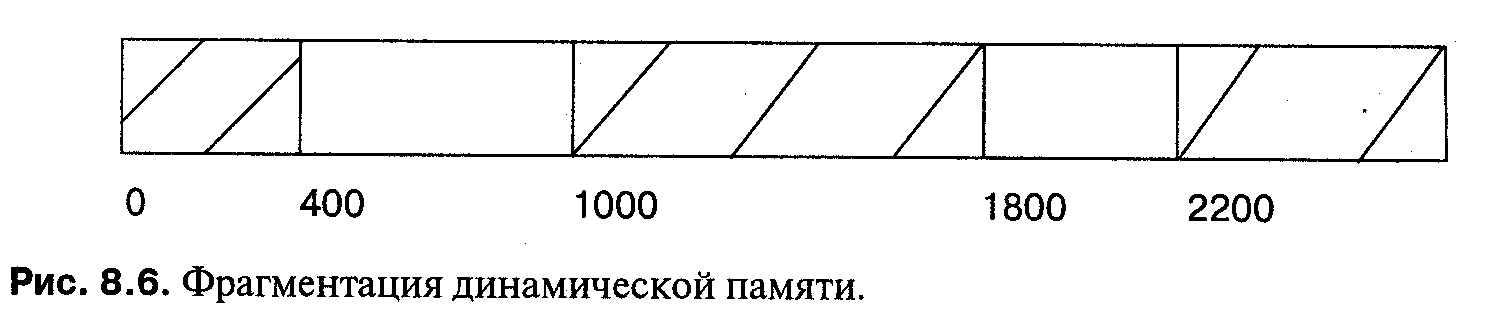 0 400 1000 1800 2200
Рис. 8.6. Фрагментация динамической памяти.